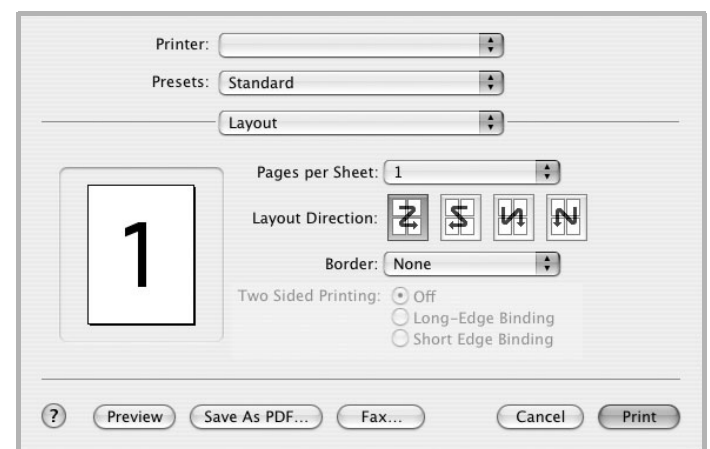 Printer:
Presets: Standard
Layout
Pages per Sheet: 1
Layout Direction:
1
Border: None
Two Sided Printing: Off
Long-Edge Binding
Short Edge Binding
? Preview Save As PDF... Fax... Cancel Print